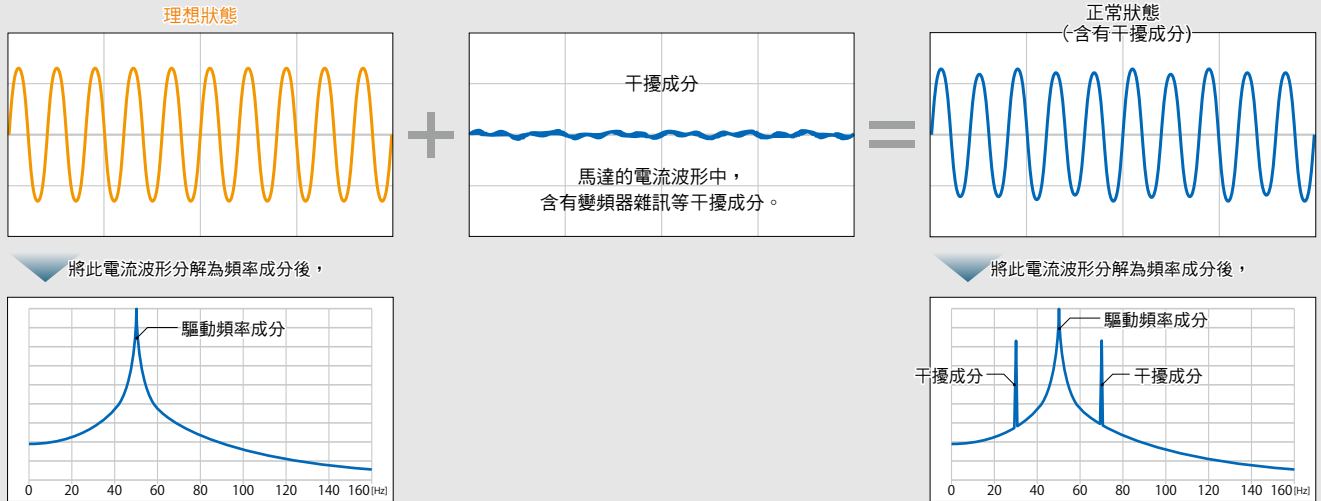 理想狀態
正常狀態
(含有干擾成分)
干擾成分
馬達的電流波形中，
含有變頻器雜訊等干擾成分。
將此電流波形分解為頻率成分後，
將此電流波形分解為頻率成分後，
驅動頻率成分
0 20 40 60 80 100 120 140 160[Hz]
驅動頻率成分
干擾成分
干擾成分
0 20 40 60 80 100 120 140 160[Hz]